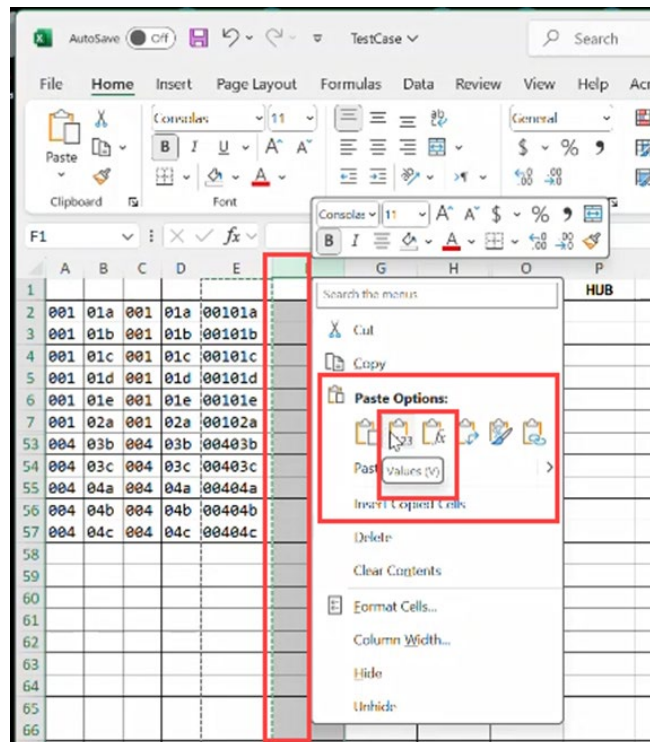 AutoSave Off TestCase Search
File Home Insert Page Layout Formulas Data Review View Help
Paste Consolas 11 General
B I U A A $ % 9
Clipboard Font
F1 fx Consolas 11 A A $ % 9
B I A
A B C D E G H O P
1 HUB
2 001 01a 001 01a 00101a
3 001 01b 001 01b 00101b
4 001 01c 001 01c 00101c
5 001 01d 001 01d 00101d
6 001 01e 001 01e 00101e
7 001 02a 001 02a 00102a
53 004 03b 004 03b 00403b
54 004 03c 004 03c 00403c
55 004 04a 004 04a 00404a
56 004 04b 004 04b 00404b
57 004 04c 004 04c 00404c
58
59
60
61
62
63
64
65
66
Search the menus
Cut
Copy
Paste Options:
123 fx
Values (V)
Insert Copied Cells
Delete
Clear Contents
Format Cells...
Column Width...
Hide
Unhide